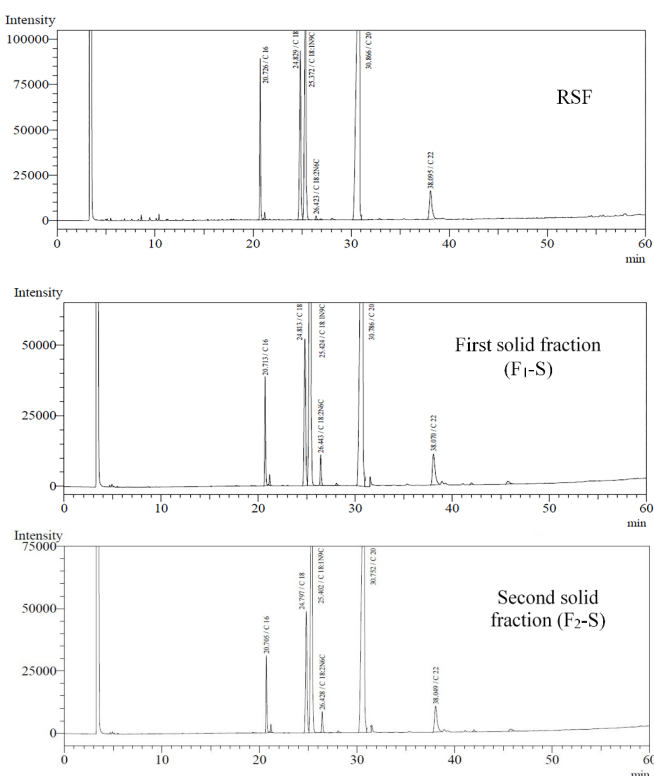 Intensity
100000
75000
50000
25000
0
20.726 / C 16
24.829 / C 18
25.372 / C 18:1N9C
26.423 / C 18:2N6C
30.866 / C 20
38.095 / C 22
RSF
0 10 20 30 40 50 60
min
Intensity
50000
25000
0
20.713 / C 16
24.813 / C 18
25.424 / C 18:1N9C
26.443 / C 18:2N6C
30.786 / C 20
38.070 / C 22
First solid fraction
(F₁-S)
0 10 20 30 40 50 60
min
Intensity
75000
50000
25000
0
20.705 / C 16
24.797 / C 18
25.402 / C 18:1N9C
26.428 / C 18:2N6C
30.752 / C 20
38.049 / C 22
Second solid
fraction (F₂-S)
0 10 20 30 40 50 60
min